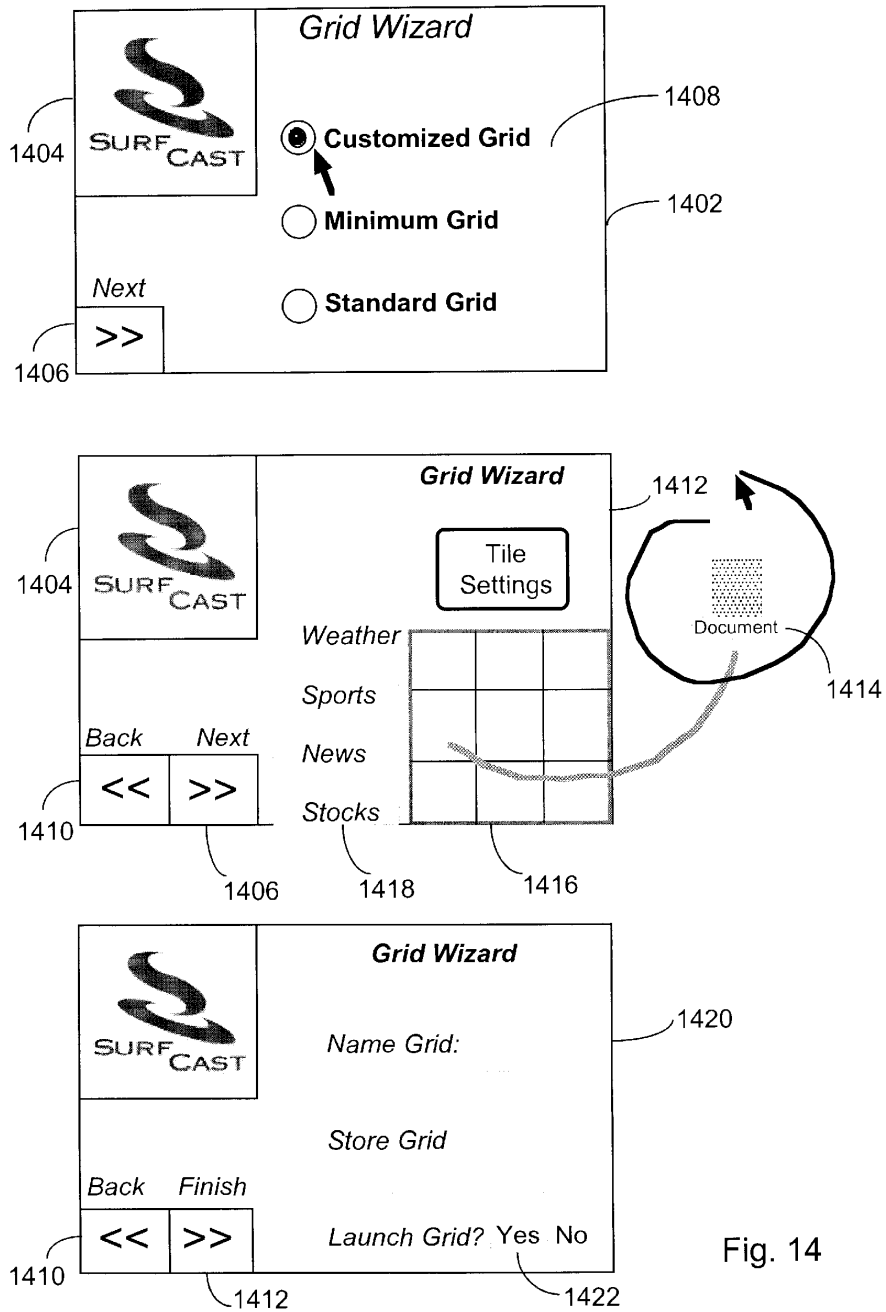 Grid Wizard
1408
1404
SURF
CAST
Customized Grid
1402
Minimum Grid
Next
Standard Grid
>>
1406
Grid Wizard
1412
Tile
Settings
1404
SURF
CAST
Document
1414
Weather
Sports
Back Next
News
<< >>
Stocks
1410
1406
1418
1416
Grid Wizard
1420
SURF
CAST
Name Grid:
Store Grid
Back Finish
<< >>
Launch Grid? Yes No
1410
1412
1422
Fig. 14